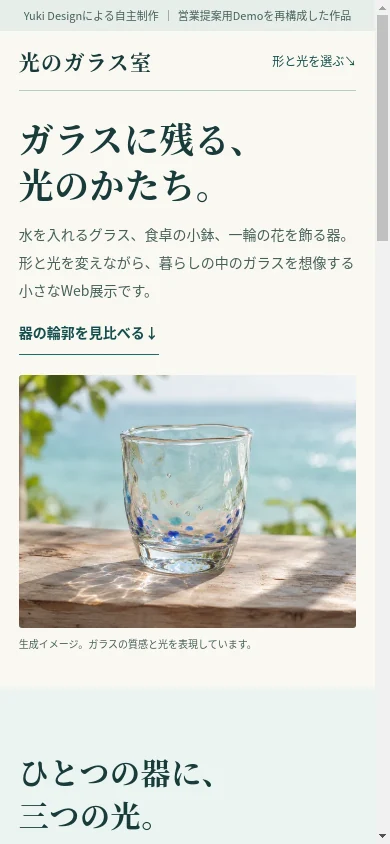 Yuki Designによる自主制作 ｜ 営業提案用Demoを再構成した作品
光のガラス室
形と光を選ぶ↘
ガラスに残る、
光のかたち。
水を入れるグラス、食卓の小鉢、一輪の花を飾る器。
形と光を変えながら、暮らしの中のガラスを想像する
小さなWeb展示です。
器の輪郭を見比べる↓
生成イメージ。ガラスの質感と光を表現しています。
ひとつの器に、
三つの光。